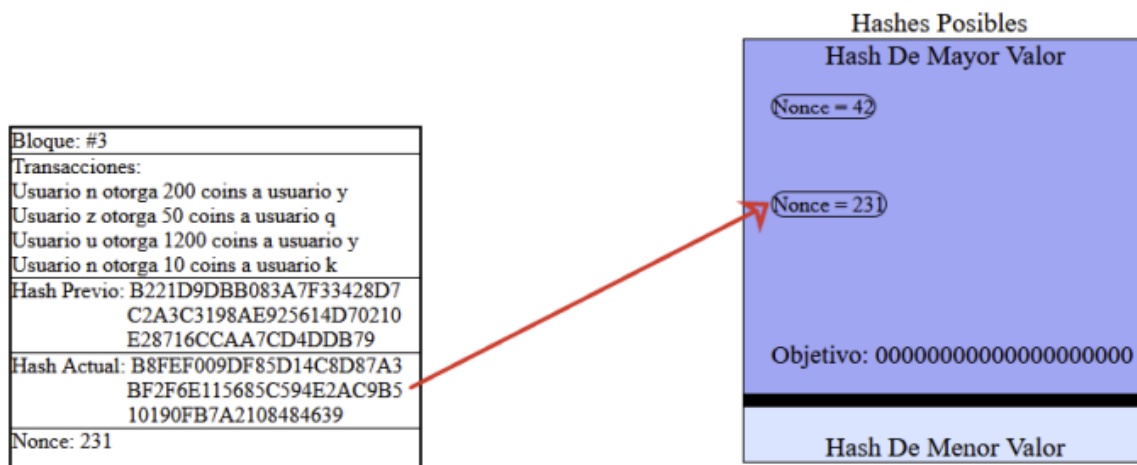 Bloque: #3
Transacciones:
Usuario n otorga 200 coins a usuario y
Usuario z otorga 50 coins a usuario q
Usuario u otorga 1200 coins a usuario y
Usuario n otorga 10 coins a usuario k
Hash Previo: B221D9DBB083A7F33428D7
C2A3C3198AE925614D70210
E28716CCAA7CD4DDB79
Hash Actual: B8FEF009DF85D14C8D87A3
BF2F6E115685C594E2AC9B5
10190FB7A2108484639
Nonce: 231
Hashes Posibles
Hash De Mayor Valor
Nonce = 42
Nonce = 231
Objetivo: 00000000000000000000
Hash De Menor Valor